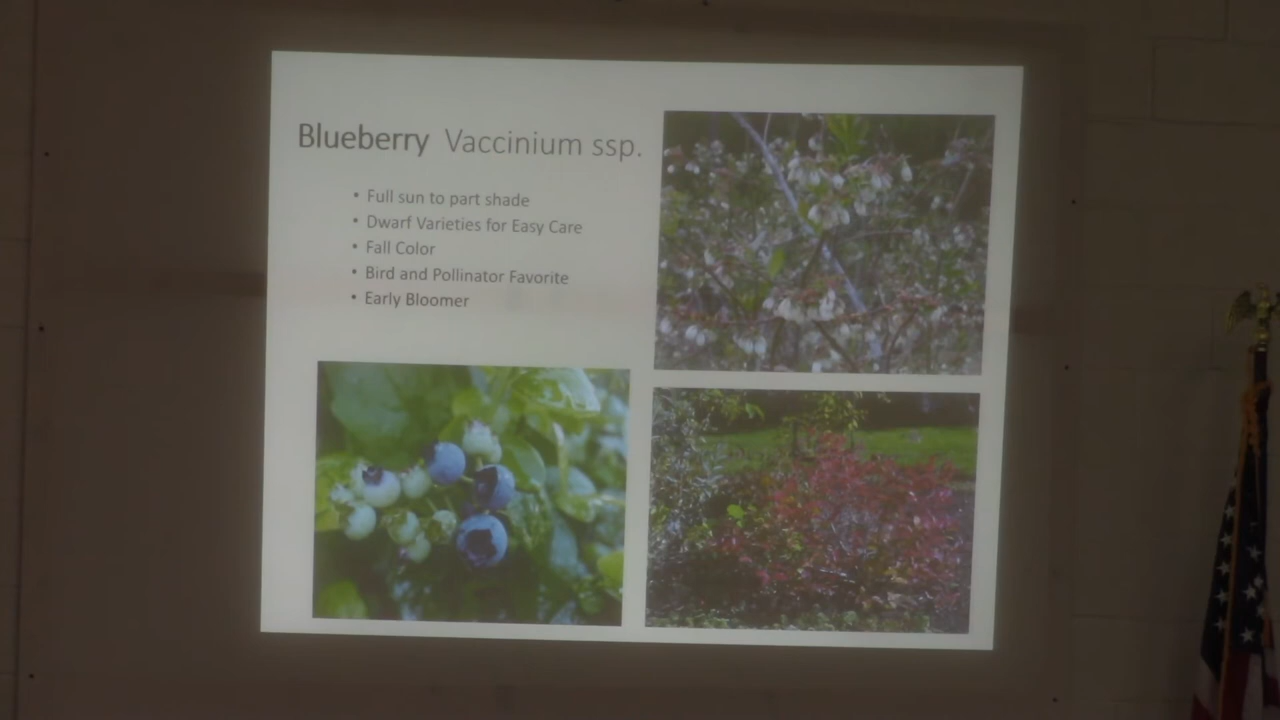 Blueberry Vaccinium ssp.
• Full sun to part shade
• Dwarf Varieties for Easy Care
• Fall Color
• Bird and Pollinator Favorite
• Early Bloomer